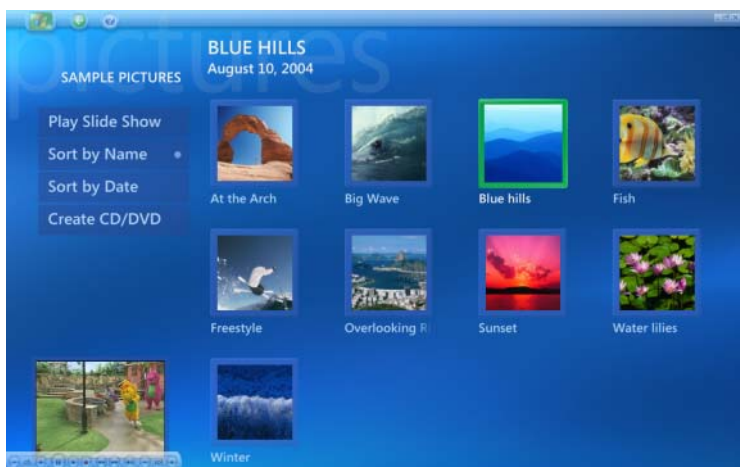 pictures
BLUE HILLS
August 10, 2004
SAMPLE PICTURES
Play Slide Show
Sort by Name
Sort by Date
Create CD/DVD
At the Arch
Big Wave
Blue hills
Fish
Freestyle
Overlooking R
Sunset
Water lilies
Winter